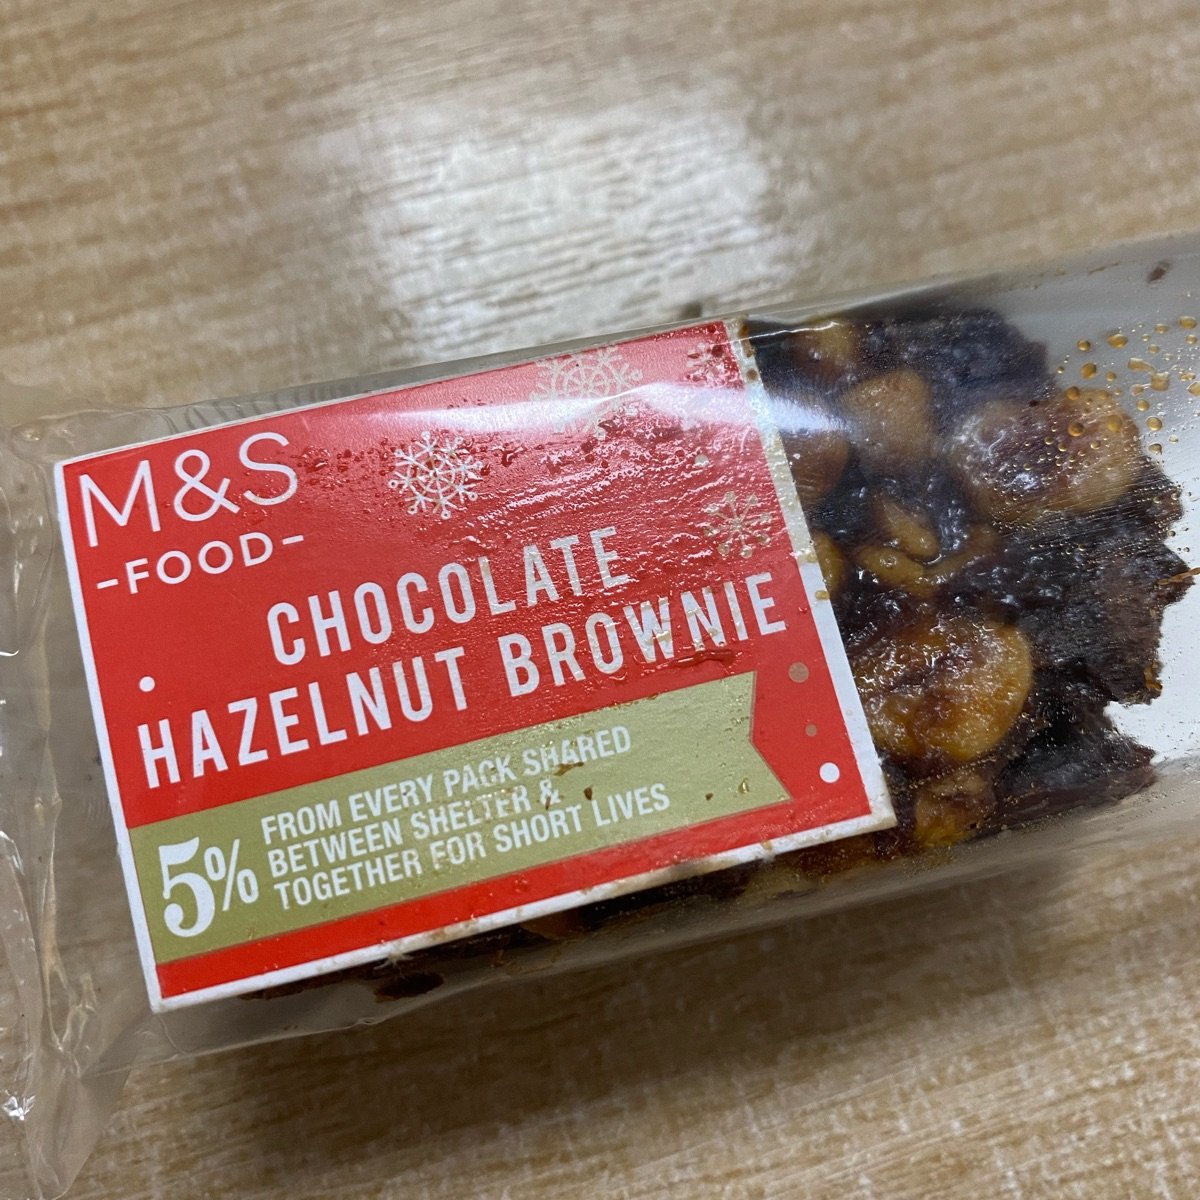 M&S
-FOOD-
CHOCOLATE
HAZELNUT BROWNIE
5%
FROM EVERY PACK SHARED
BETWEEN SHELTER &
TOGETHER FOR SHORT LIVES